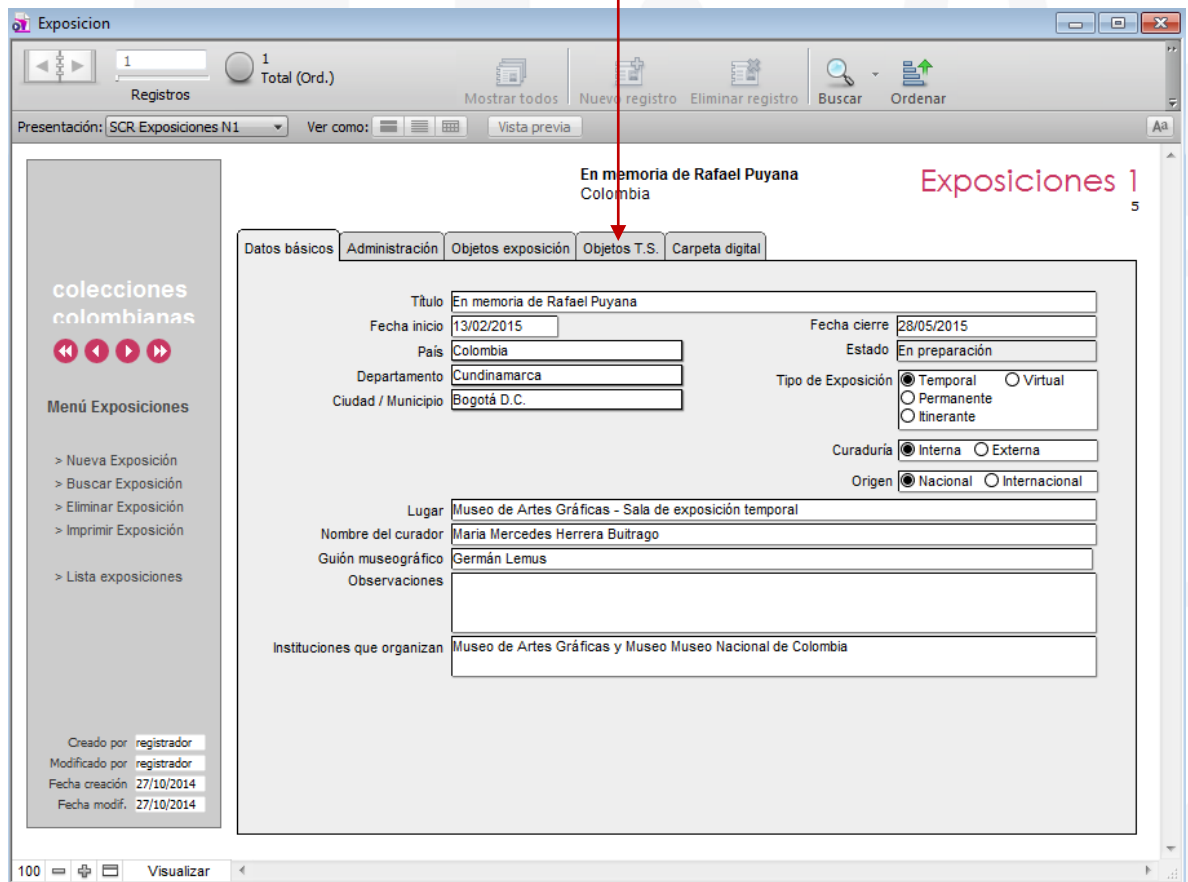 Exposicion
1
Registros
1
Total (Ord.)
Mostrar todos
Nuevo registro
Eliminar registro
Buscar
Ordenar
Presentación: SCR Exposiciones N1
Ver como:
Vista previa
Aa
En memoria de Rafael Puyana
Colombia
Exposiciones 1
5
colecciones
colombianas
Menú Exposiciones
> Nueva Exposición
> Buscar Exposición
> Eliminar Exposición
> Imprimir Exposición
> Lista exposiciones
Creado por registrador
Modificado por registrador
Fecha creación 27/10/2014
Fecha modif. 27/10/2014
Datos básicos Administración Objetos exposición Objetos T.S. Carpeta digital
Título En memoria de Rafael Puyana
Fecha inicio 13/02/2015 Fecha cierre 28/05/2015
País Colombia Estado En preparación
Departamento Cundinamarca Tipo de Exposición Temporal Virtual
Permanente
Ciudad / Municipio Bogotá D.C.
Itinerante
Curaduría Interna Externa
Origen Nacional Internacional
Lugar Museo de Artes Gráficas - Sala de exposición temporal
Nombre del curador Maria Mercedes Herrera Buitrago
Guión museográfico Germán Lemus
Observaciones
Instituciones que organizan Museo de Artes Gráficas y Museo Museo Nacional de Colombia
100 Visualizar